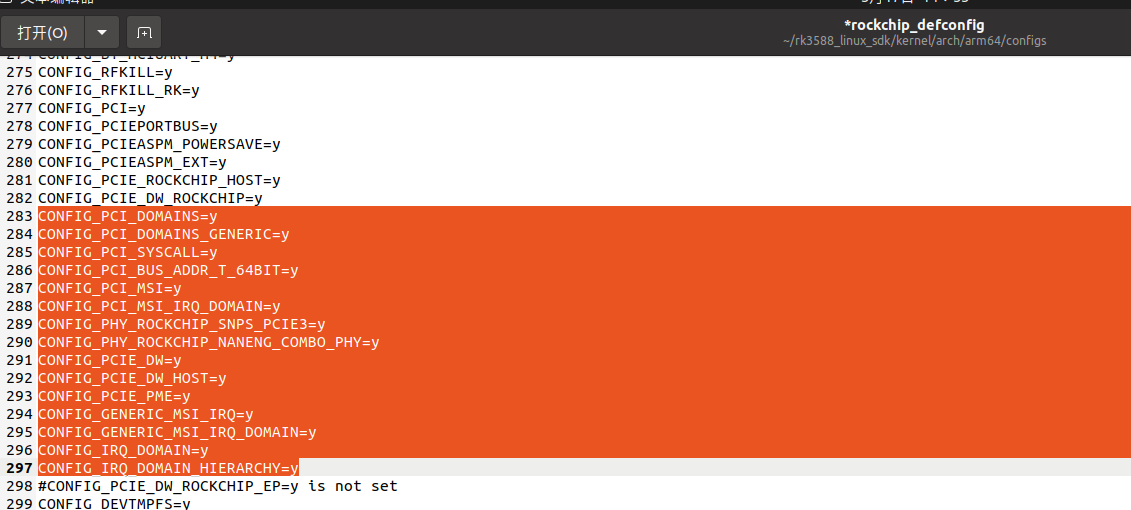 打开(O)
*rockchip_defconfig
~/rk3588_linux_sdk/kernel/arch/arm64/configs
275 CONFIG_RFKILL=y
276 CONFIG_RFKILL_RK=y
277 CONFIG_PCI=y
278 CONFIG_PCIEPORTBUS=y
279 CONFIG_PCIEASPM_POWERSAVE=y
280 CONFIG_PCIEASPM_EXT=y
281 CONFIG_PCIE_ROCKCHIP_HOST=y
282 CONFIG_PCIE_DW_ROCKCHIP=y
283 CONFIG_PCI_DOMAINS=y
284 CONFIG_PCI_DOMAINS_GENERIC=y
285 CONFIG_PCI_SYSCALL=y
286 CONFIG_PCI_BUS_ADDR_T_64BIT=y
287 CONFIG_PCI_MSI=y
288 CONFIG_PCI_MSI_IRQ_DOMAIN=y
289 CONFIG_PHY_ROCKCHIP_SNPS_PCIE3=y
290 CONFIG_PHY_ROCKCHIP_NANENG_COMBO_PHY=y
291 CONFIG_PCIE_DW=y
292 CONFIG_PCIE_DW_HOST=y
293 CONFIG_PCIE_PME=y
294 CONFIG_GENERIC_MSI_IRQ=y
295 CONFIG_GENERIC_MSI_IRQ_DOMAIN=y
296 CONFIG_IRQ_DOMAIN=y
297 CONFIG_IRQ_DOMAIN_HIERARCHY=y
298 #CONFIG_PCIE_DW_ROCKCHIP_EP=y is not set
299 CONFIG_DEVTMPFS=y